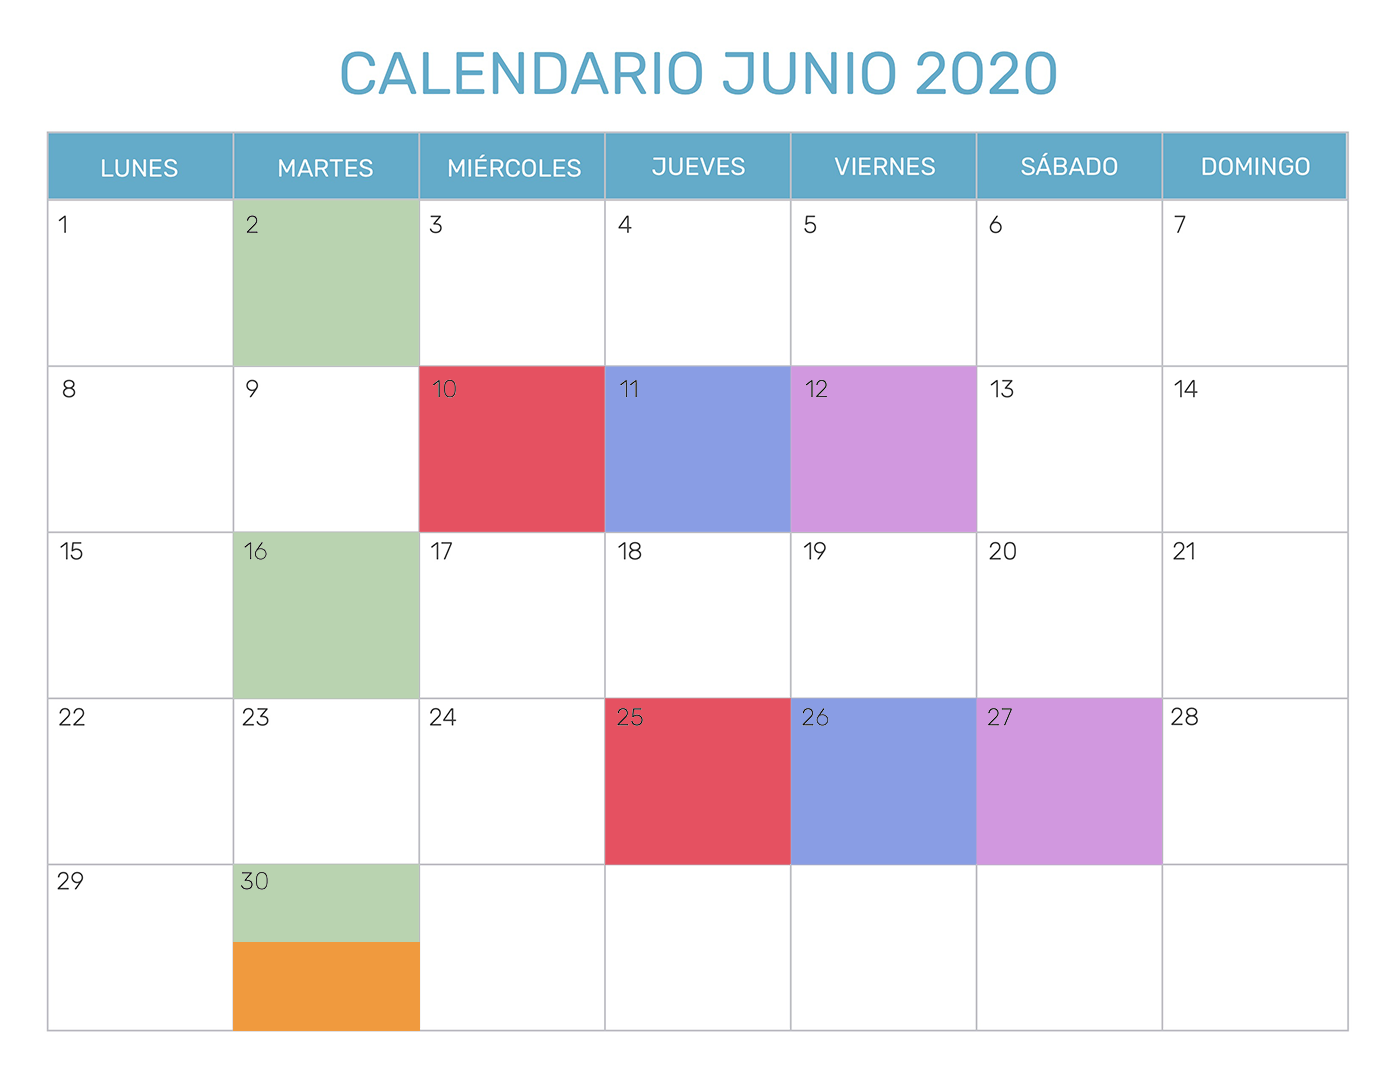 CALENDARIO JUNIO 2020
LUNES MARTES MIÉRCOLES JUEVES VIERNES SÁBADO DOMINGO
1 2 3 4 5 6 7
8 9 10 11 12 13 14
15 16 17 18 19 20 21
22 23 24 25 26 27 28
29 30